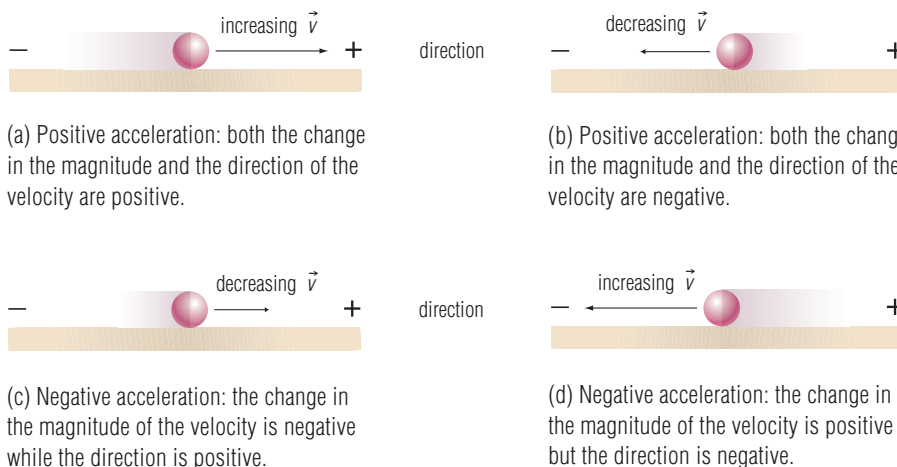 increasing v⃗
− +
direction
decreasing v⃗
− +
(a) Positive acceleration: both the change
in the magnitude and the direction of the
velocity are positive.
(b) Positive acceleration: both the chang
in the magnitude and the direction of the
velocity are negative.
decreasing v⃗
− +
direction
increasing v⃗
− +
(c) Negative acceleration: the change in
the magnitude of the velocity is negative
while the direction is positive.
(d) Negative acceleration: the change in
the magnitude of the velocity is positive
but the direction is negative.